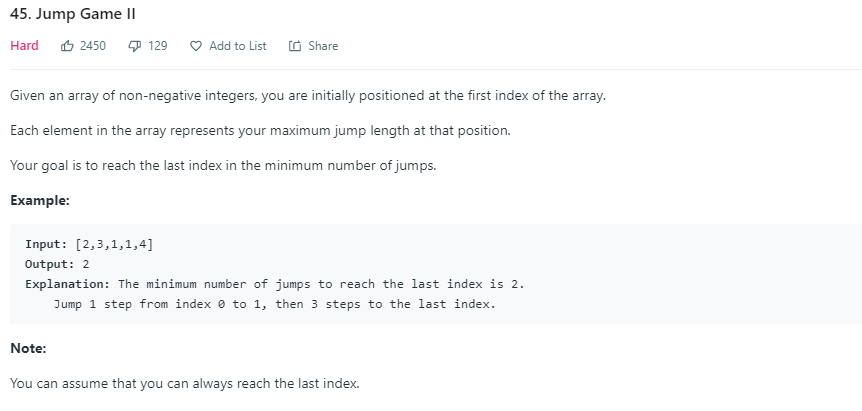 45. Jump Game II
Hard 2450 129 Add to List Share
Given an array of non-negative integers, you are initially positioned at the first index of the array.
Each element in the array represents your maximum jump length at that position.
Your goal is to reach the last index in the minimum number of jumps.
Example:
Input: [2,3,1,1,4]
Output: 2
Explanation: The minimum number of jumps to reach the last index is 2.
Jump 1 step from index 0 to 1, then 3 steps to the last index.
Note:
You can assume that you can always reach the last index.